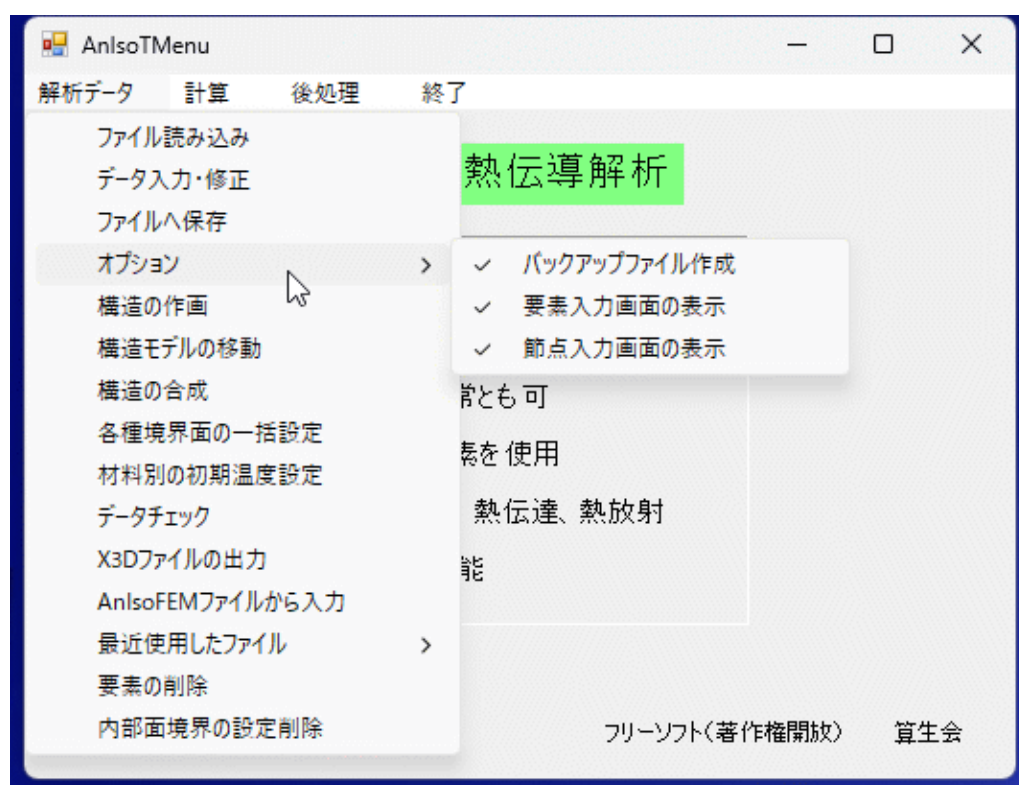 AnIsoTMenu
解析データ 計算 後処理 終了
ファイル読み込み
データ入力・修正
ファイルへ保存
オプション
構造の作画
構造モデルの移動
構造の合成
各種境界面の一括設定
材料別の初期温度設定
データチェック
X3Dファイルの出力
AnIsoFEMファイルから入力
最近使用したファイル
要素の削除
内部面境界の設定削除
バックアップファイル作成
要素入力画面の表示
節点入力画面の表示
熱伝導解析
常とも可
素を使用
熱伝達、熱放射
能
フリーソフト(著作権開放) 算生会